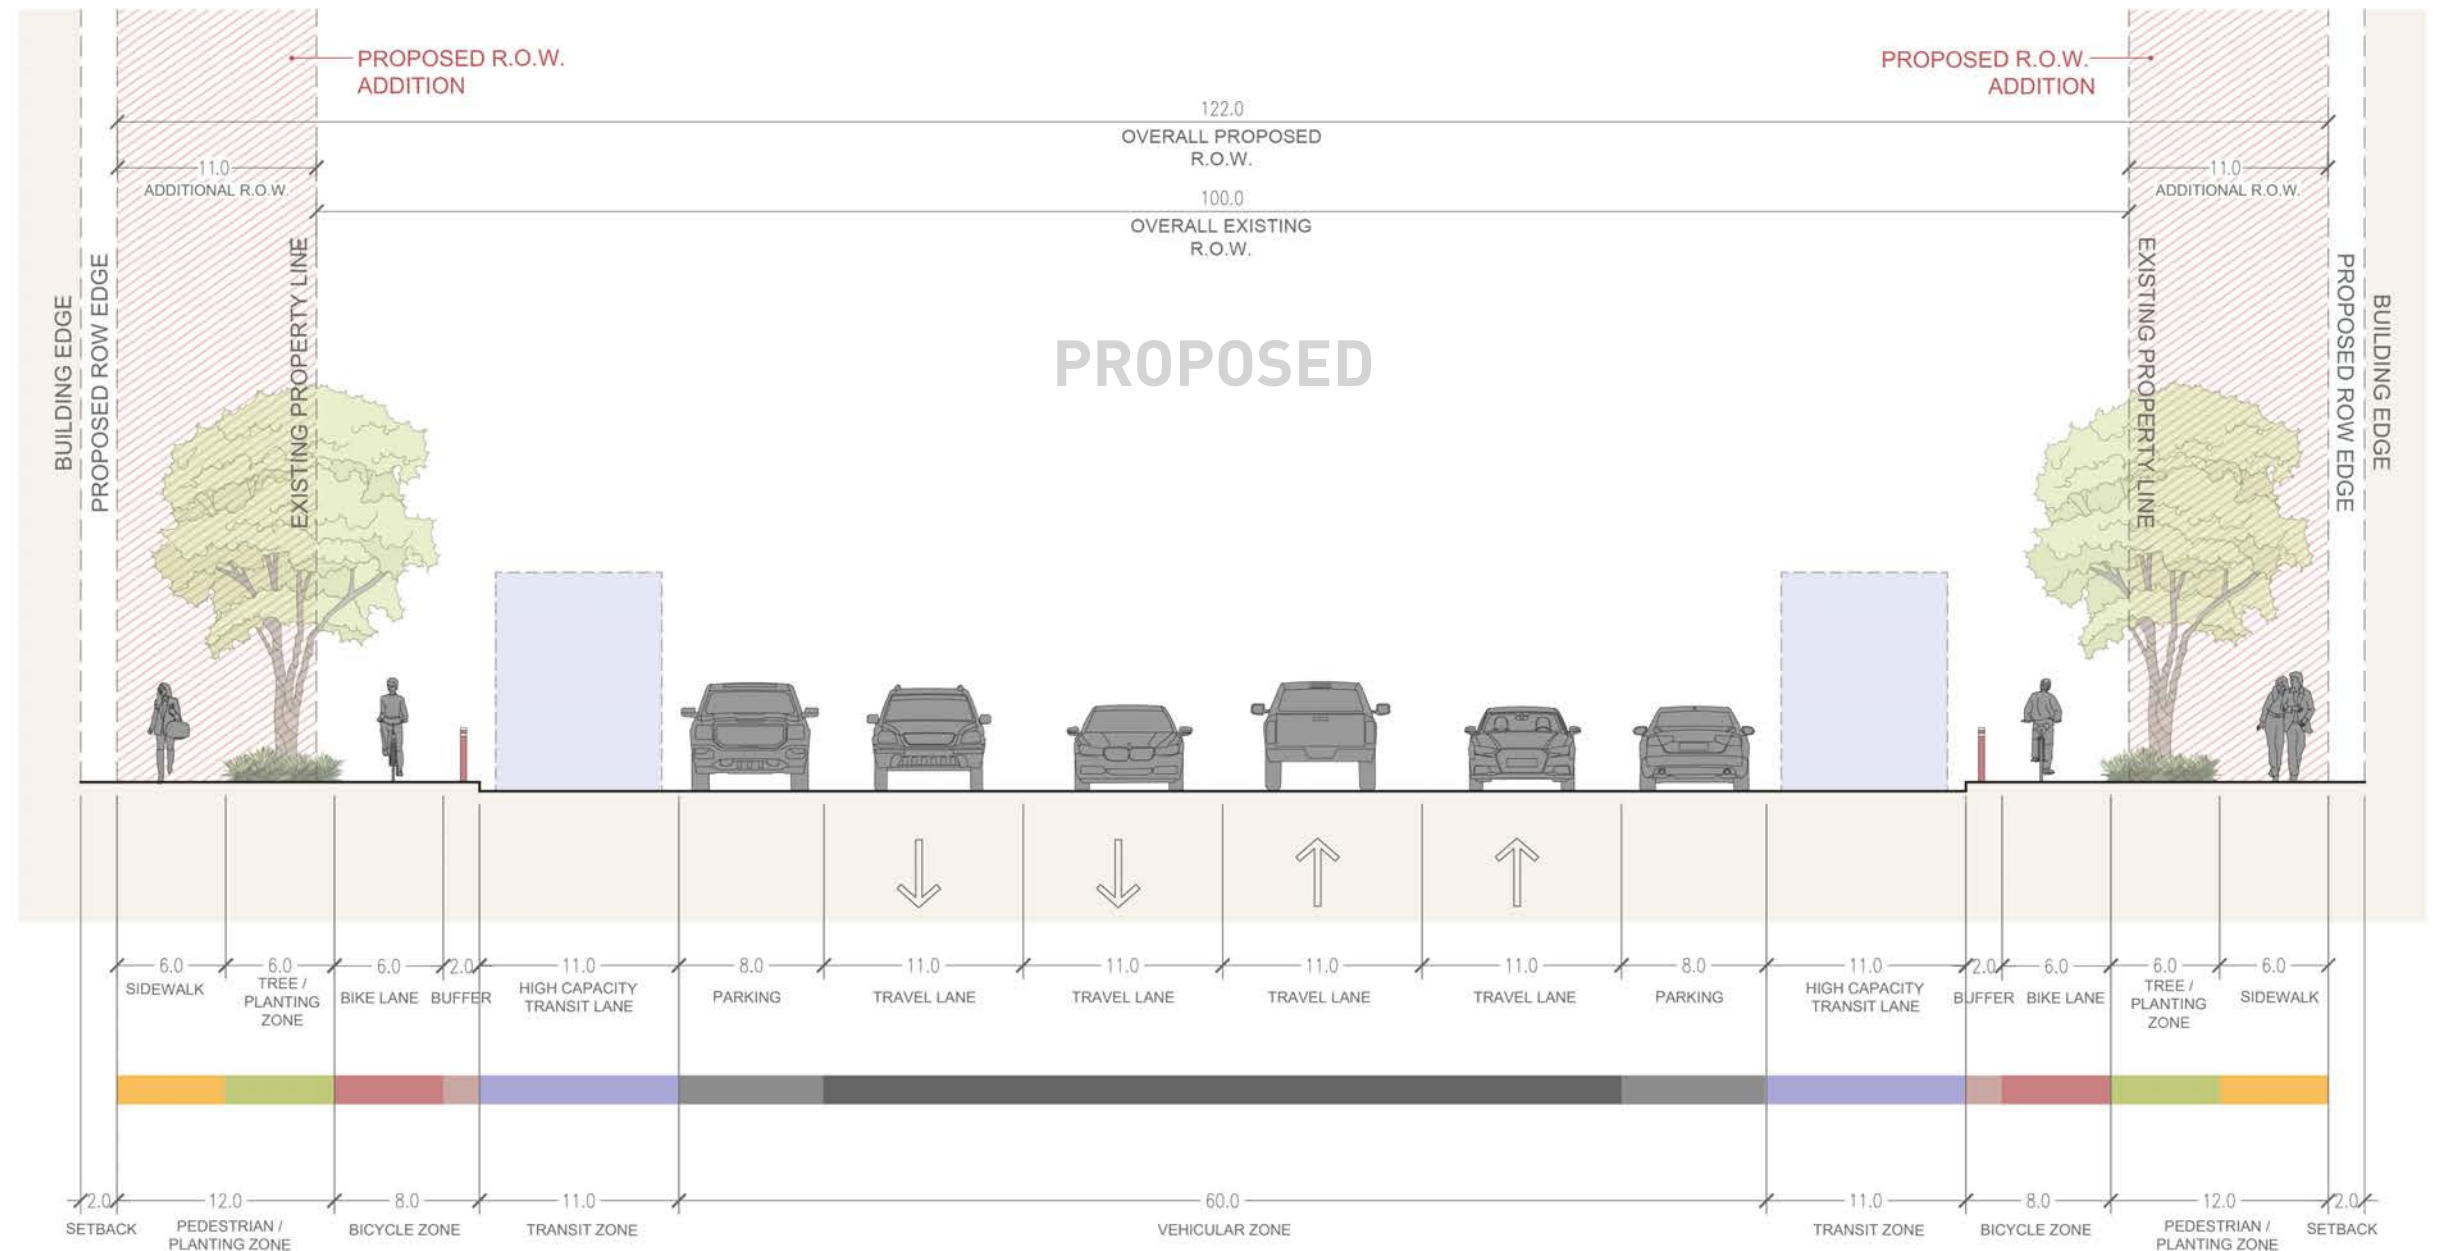 PROPOSED R.O.W.
ADDITION
PROPOSED R.O.W.
ADDITION
122.0
OVERALL PROPOSED
R.O.W.
11.0
ADDITIONAL R.O.W.
11.0
ADDITIONAL R.O.W.
100.0
OVERALL EXISTING
R.O.W.
BUILDING EDGE
PROPOSED ROW EDGE
EXISTING PROPERTY LINE
PROPOSED
EXISTING PROPERTY LINE
PROPOSED ROW EDGE
BUILDING EDGE
6.0 6.0 6.0 2.0 11.0 8.0 11.0 11.0 11.0 11.0 8.0 11.0 2.0 6.0 6.0 6.0
SIDEWALK
TREE /
PLANTING
ZONE
BIKE LANE
BUFFER
HIGH CAPACITY
TRANSIT LANE
PARKING
TRAVEL LANE
TRAVEL LANE
TRAVEL LANE
TRAVEL LANE
PARKING
HIGH CAPACITY
TRANSIT LANE
BUFFER
BIKE LANE
TREE /
PLANTING
ZONE
SIDEWALK
2.0 12.0 8.0 11.0 60.0 11.0 8.0 12.0 2.0
SETBACK
PEDESTRIAN /
PLANTING ZONE
BICYCLE ZONE
TRANSIT ZONE
VEHICULAR ZONE
TRANSIT ZONE
BICYCLE ZONE
PEDESTRIAN /
PLANTING ZONE
SETBACK